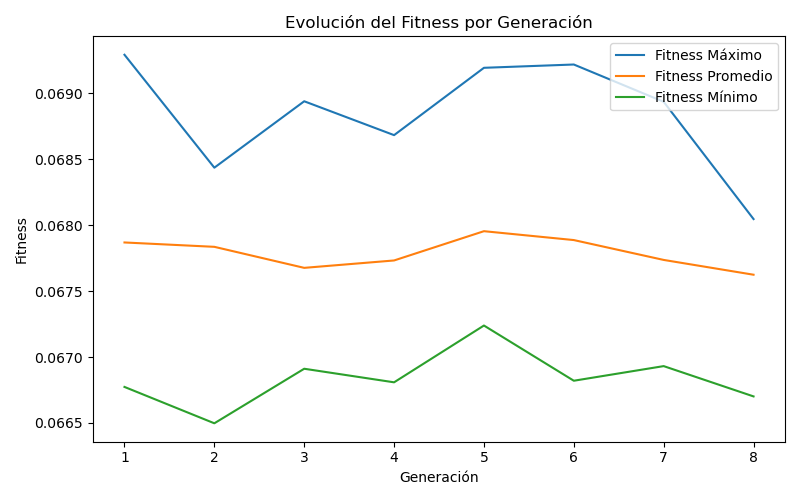 Evolución del Fitness por Generación
Fitness Máximo
Fitness Promedio
Fitness Mínimo
Fitness
0.0690
0.0685
0.0680
0.0675
0.0670
0.0665
1 2 3 4 5 6 7 8
Generación